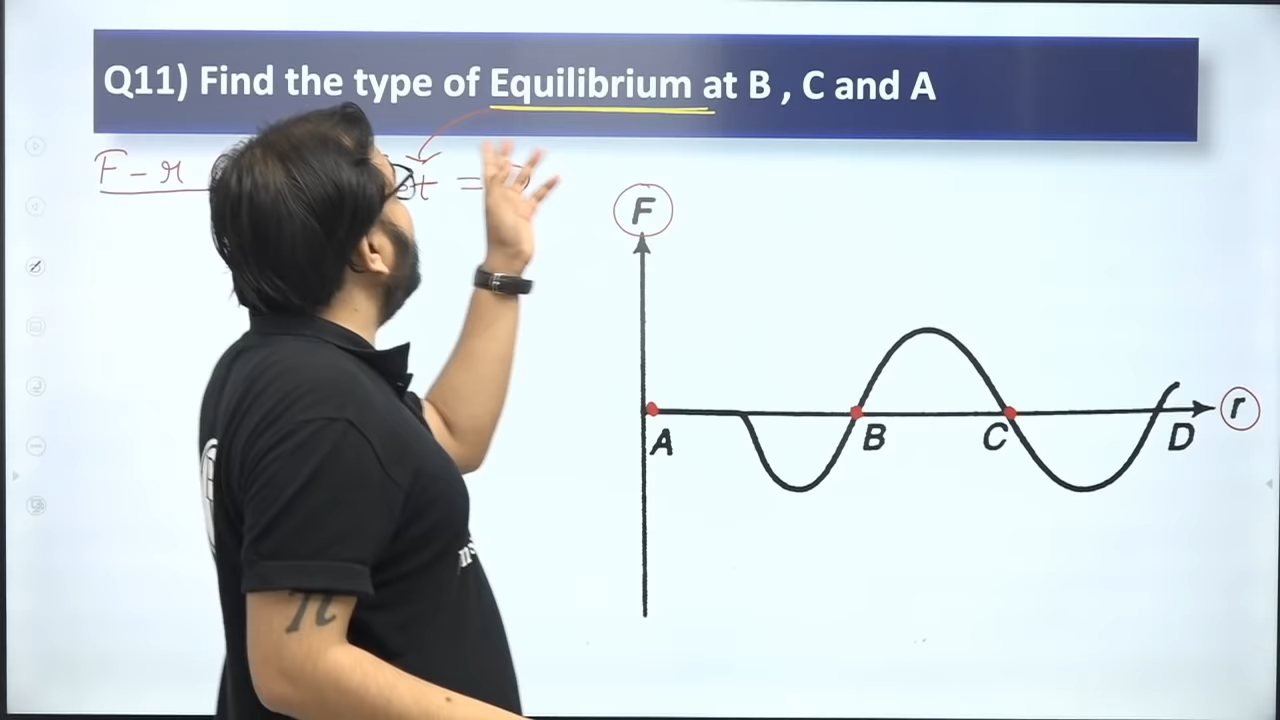 Q11) Find the type of Equilibrium at B , C and A
F - r
t =
F
A
B
C
D
r
π